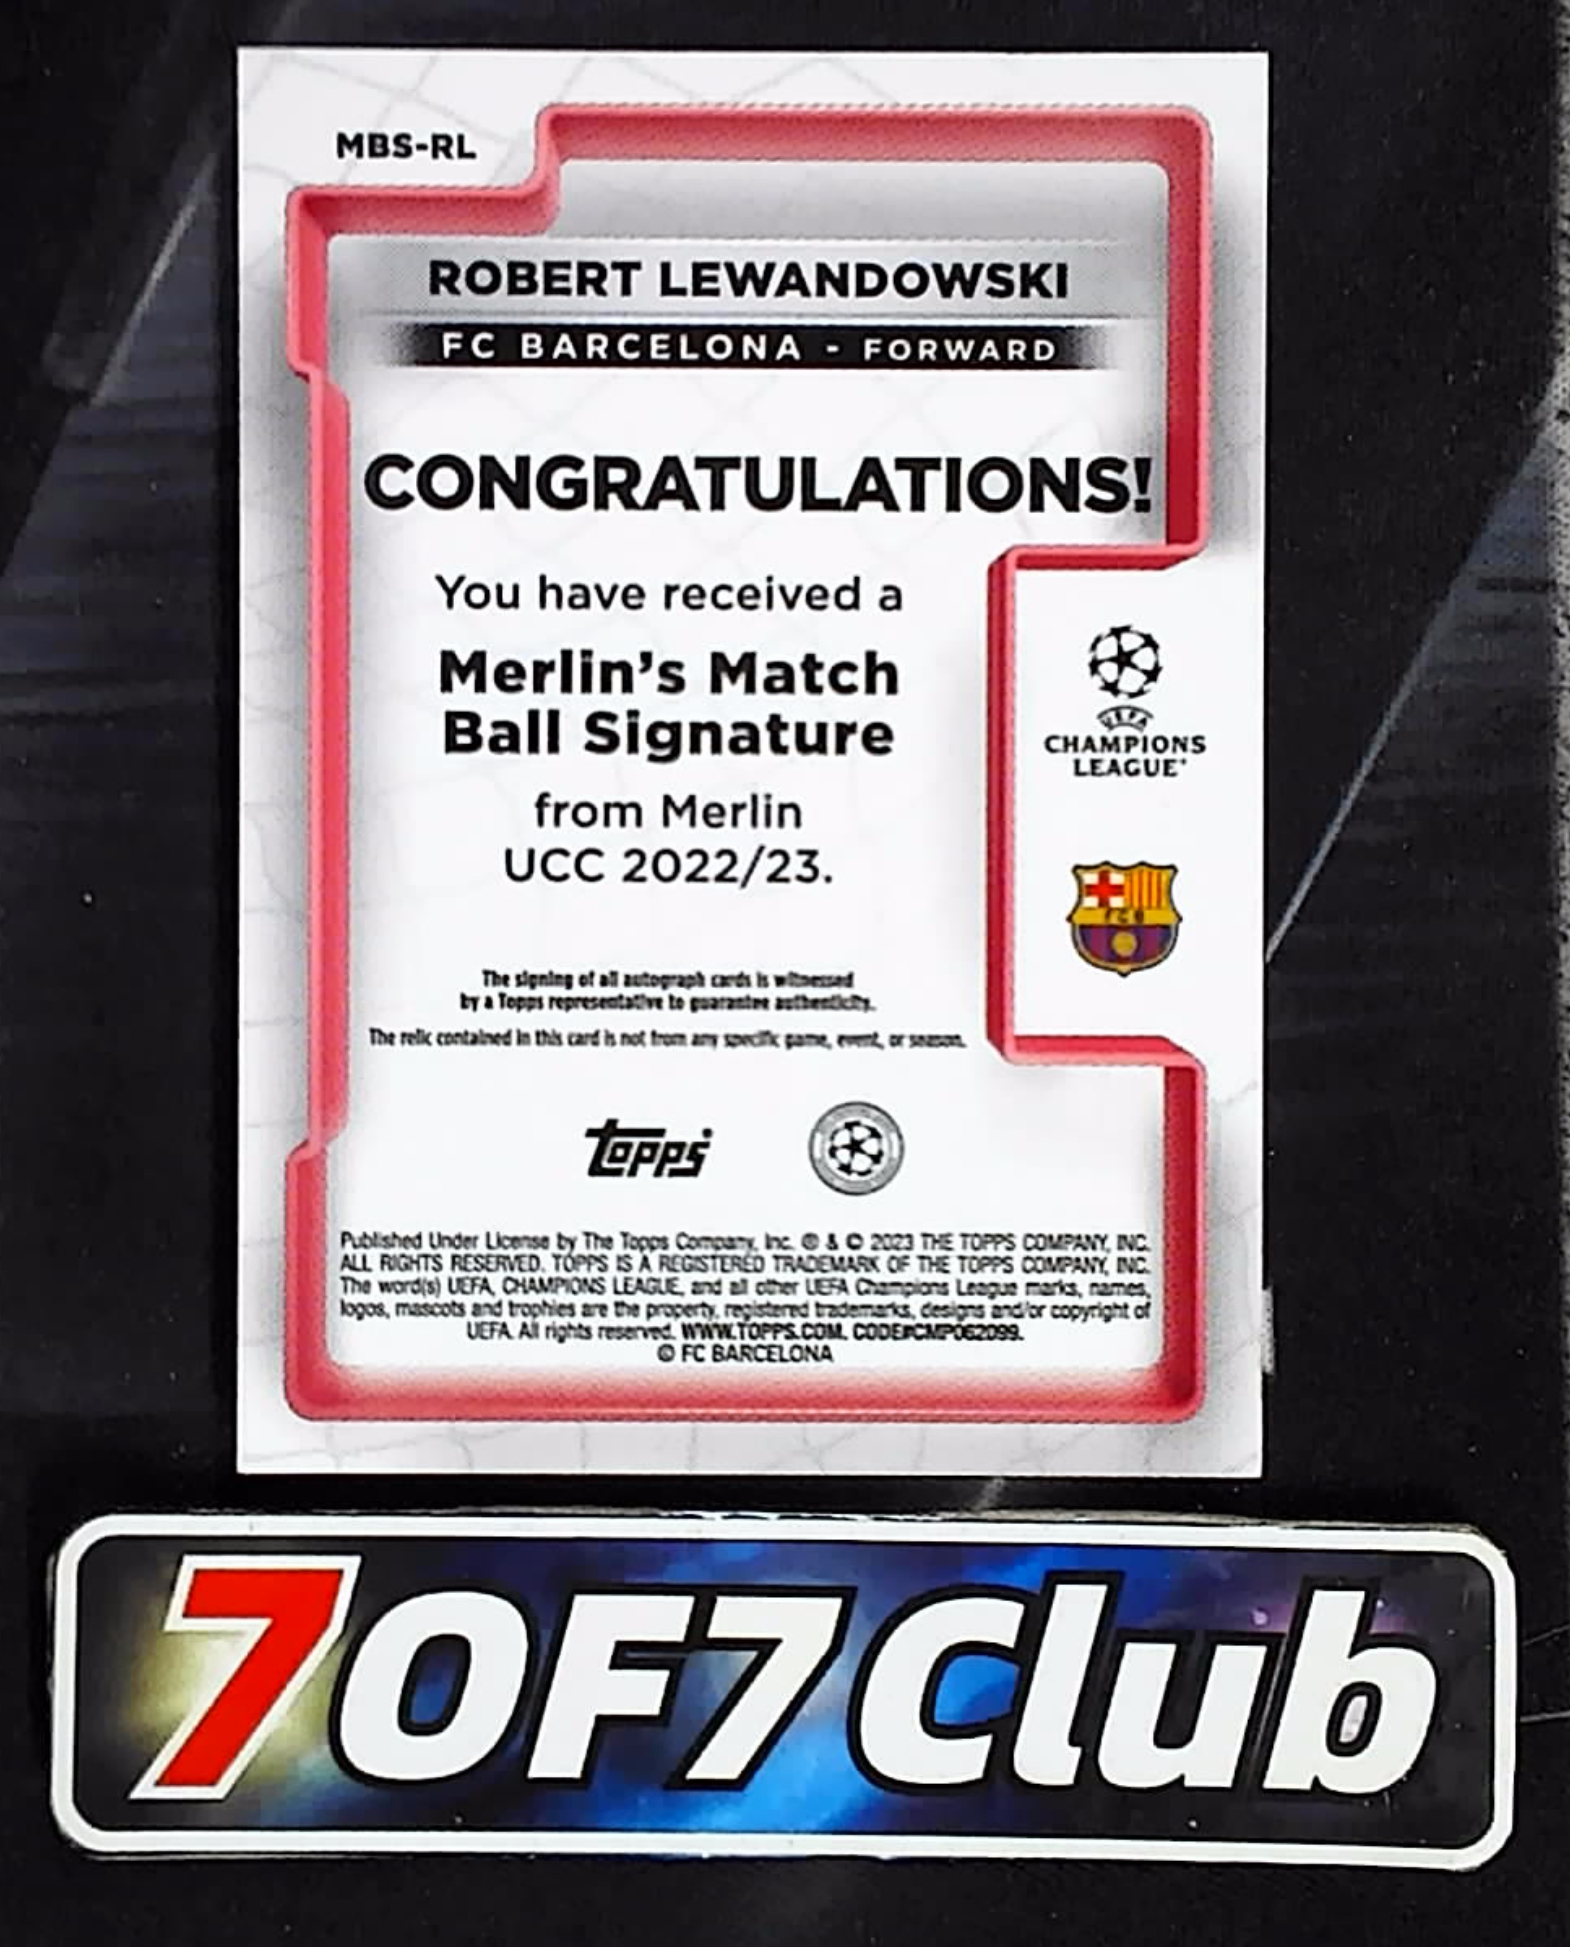 MBS-RL
ROBERT LEWANDOWSKI
FC BARCELONA - FORWARD
CONGRATULATIONS!
You have received a
Merlin's Match
Ball Signature
from Merlin
UCC 2022/23.
UEFA
CHAMPIONS
LEAGUE®
FCB
The signing of all autograph cards is witnessed
by a Topps representative to guarantee authenticity.
The relic contained in this card is not from any specific game, event, or season.
topps
Published Under License by The Topps Company, Inc. ® & © 2023 THE TOPPS COMPANY, INC.
ALL RIGHTS RESERVED. TOPPS IS A REGISTERED TRADEMARK OF THE TOPPS COMPANY, INC.
The word(s) UEFA, CHAMPIONS LEAGUE, and all other UEFA Champions League marks, names,
logos, mascots and trophies are the property, registered trademarks, designs and/or copyright of
UEFA. All rights reserved. WWW.TOPPS.COM. CODE#CMP062099.
© FC BARCELONA
7OF7Club